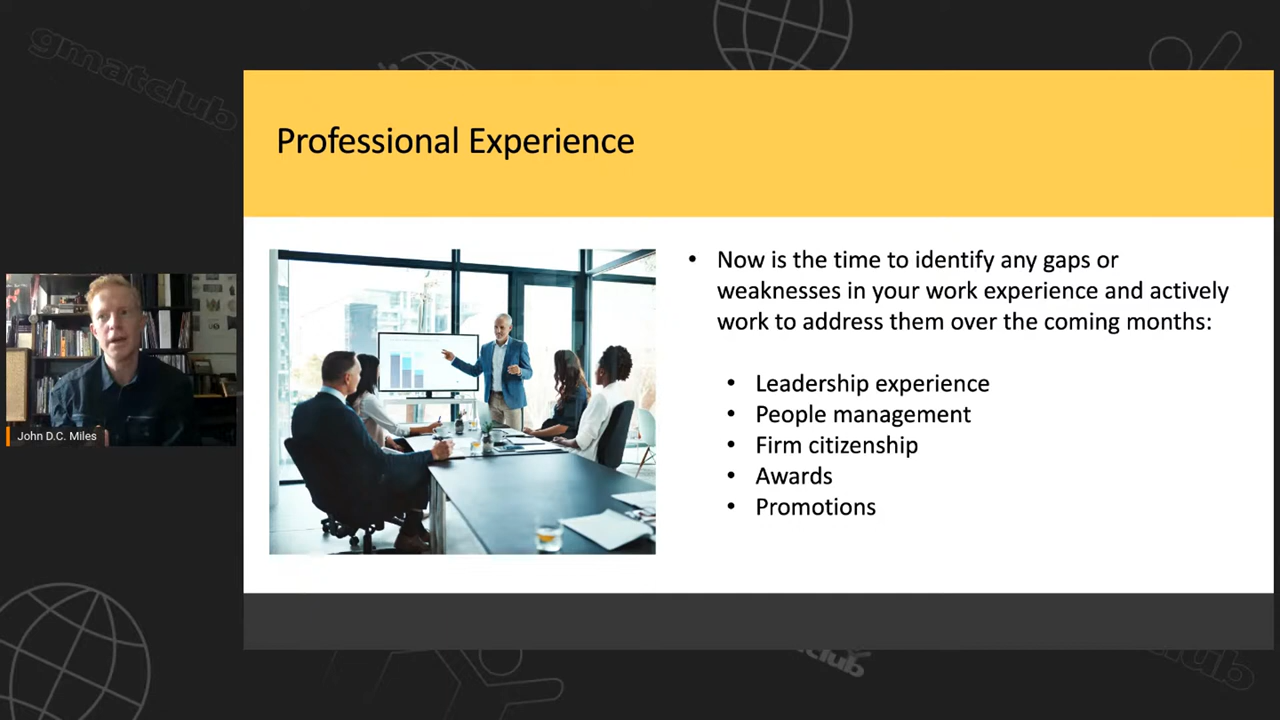 gmatclub
Professional Experience
• Now is the time to identify any gaps or
weaknesses in your work experience and actively
work to address them over the coming months:
• Leadership experience
• People management
• Firm citizenship
• Awards
• Promotions
John D.C. Miles